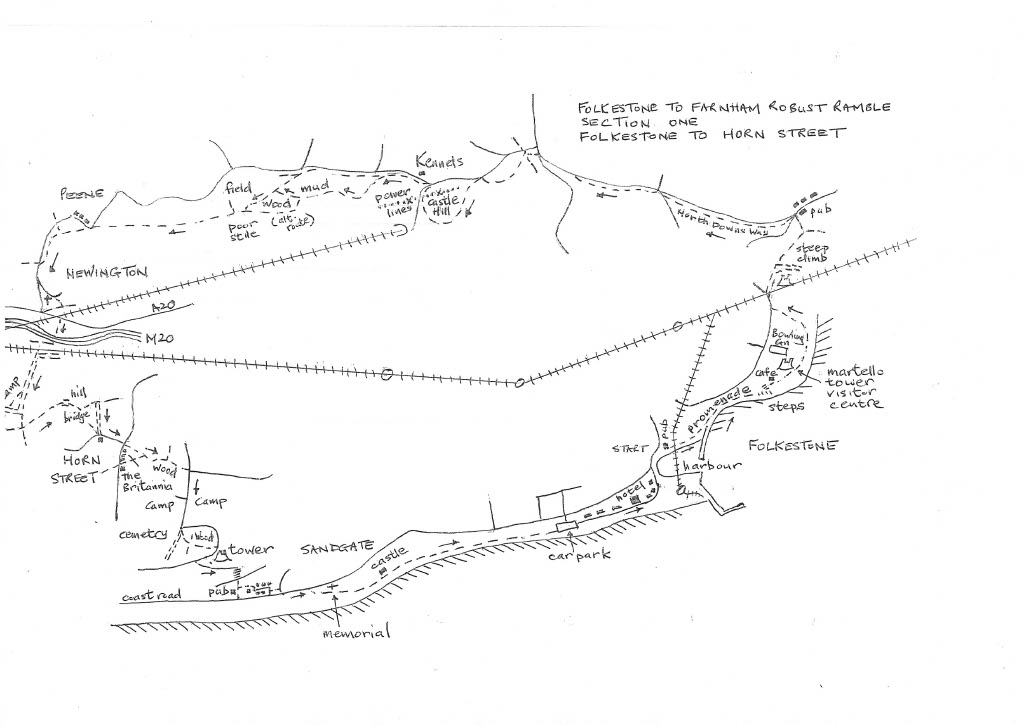 FOLKESTONE TO FARNHAM ROBUST RAMBLE
SECTION ONE
FOLKESTONE TO HORN STREET
Kennels
PEENE
field
mud
wood
(alt
route)
poor
stile
power
lines
castle
Hill
North Downs Way
pub
steep
climb
NEWINGTON
A20
M20
Bowling
Grn
cafe
martello
tower
visitor
centre
promenade
steps
hill
bridge
pub
START
FOLKESTONE
HORN
STREET
The
Britannia
wood
harbour
camp
camp
hotel
cemetry
wood
tower
SANDGATE
castle
car park
coast road
pub
memorial